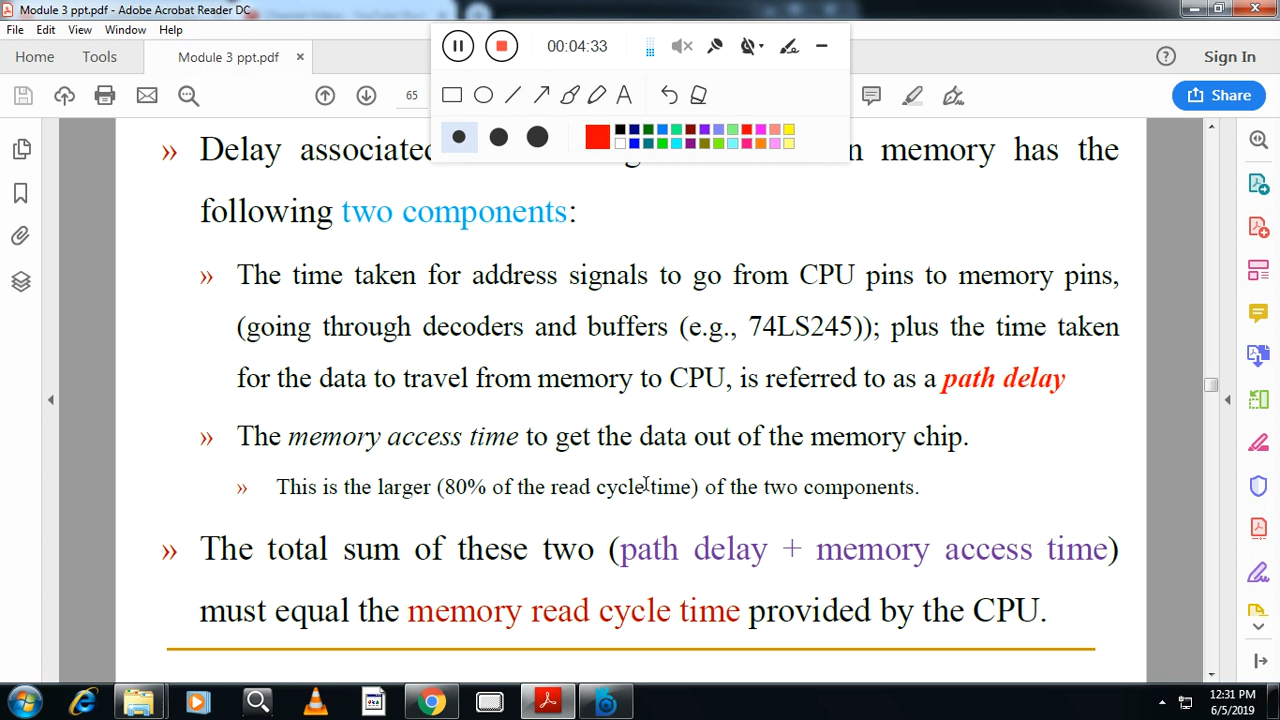 Module 3 ppt.pdf - Adobe Acrobat Reader DC
File Edit View Window Help
00:04:33
Home Tools Module 3 ppt.pdf × Sign In
65
A
Share
» Delay associated n memory has the
following two components:
» The time taken for address signals to go from CPU pins to memory pins,
(going through decoders and buffers (e.g., 74LS245)); plus the time taken
for the data to travel from memory to CPU, is referred to as a path delay
» The memory access time to get the data out of the memory chip.
» This is the larger (80% of the read cycle time) of the two components.
» The total sum of these two (path delay + memory access time)
must equal the memory read cycle time provided by the CPU.
12:31 PM
6/5/2019